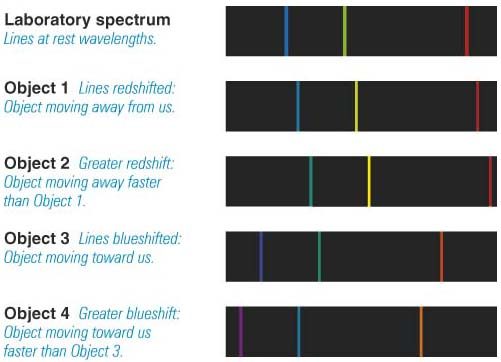 Laboratory spectrum
Lines at rest wavelengths.
Object 1 Lines redshifted:
Object moving away from us.
Object 2 Greater redshift:
Object moving away faster
than Object 1.
Object 3 Lines blueshifted:
Object moving toward us.
Object 4 Greater blueshift:
Object moving toward us
faster than Object 3.